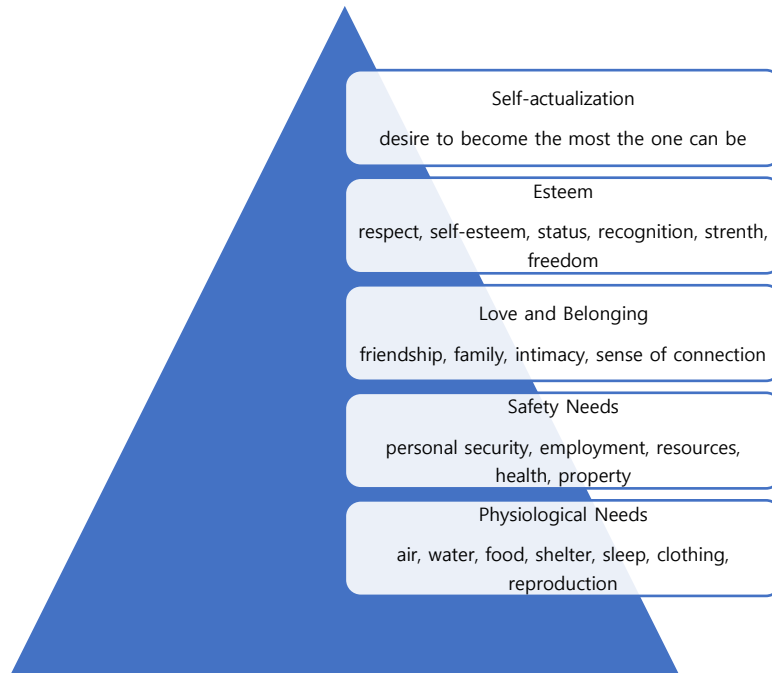 Self-actualization
desire to become the most the one can be
Esteem
respect, self-esteem, status, recognition, strenth,
freedom
Love and Belonging
friendship, family, intimacy, sense of connection
Safety Needs
personal security, employment, resources,
health, property
Physiological Needs
air, water, food, shelter, sleep, clothing,
reproduction